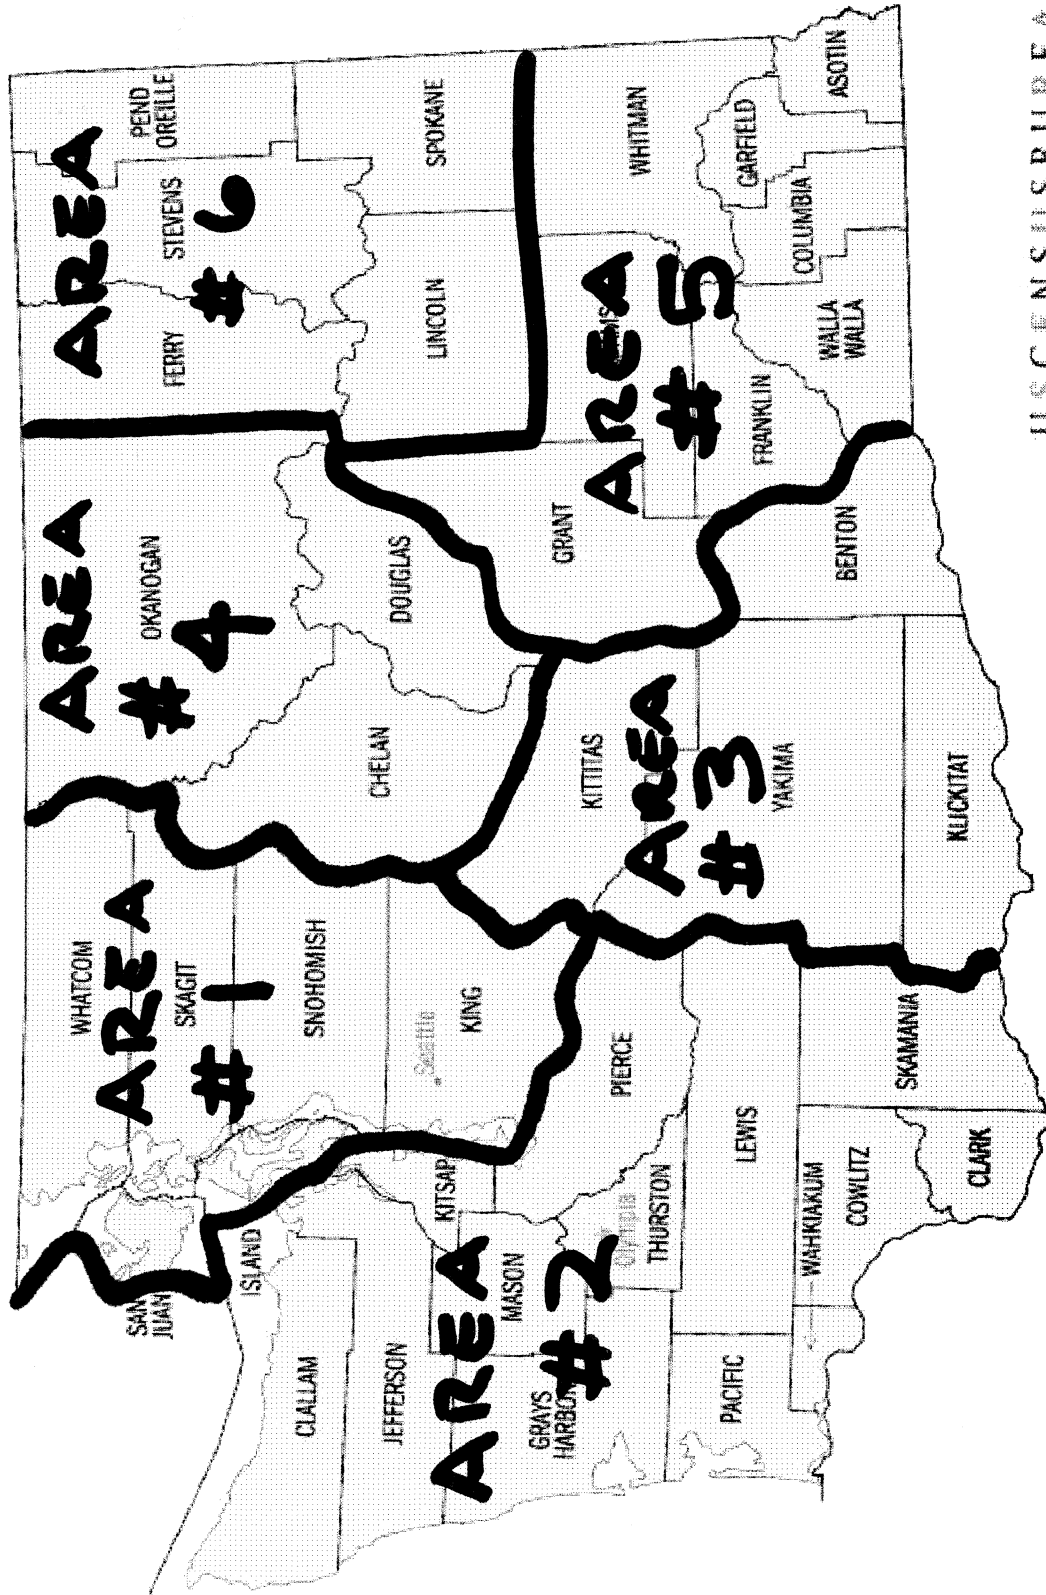 WHATCOM
AREA
SKAGIT
# 1
SAN
JUAN
ISLAND
SNOHOMISH
Seattle
KING
AREA
OKANOGAN
# 4
CHELAN
DOUGLAS
AREA
PEND
OREILLE
FERRY
STEVENS
# 6
LINCOLN
SPOKANE
CLALLAM
JEFFERSON
KITSAP
AREA
MASON
GRAYS
HARBOR
# 2
Olympia
THURSTON
PIERCE
PACIFIC
LEWIS
WAHKIAKUM
COWLITZ
SKAMANIA
CLARK
KITTITAS
AREA
# 3
YAKIMA
KLICKITAT
BENTON
GRANT
AREA
# 5
WHITMAN
FRANKLIN
GARFIELD
COLUMBIA
WALLA
WALLA
ASOTIN